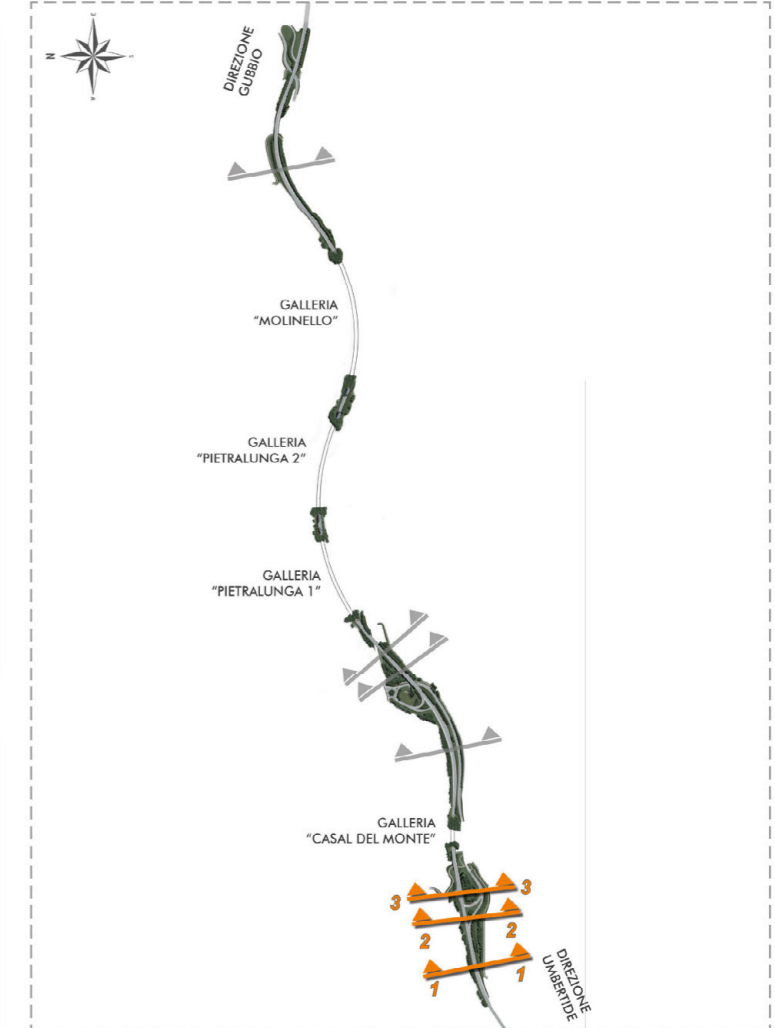 N
DIREZIONE
GUBBIO
GALLERIA
"MOLINELLO"
GALLERIA
"PIETRALUNGA 2"
GALLERIA
"PIETRALUNGA 1"
GALLERIA
"CASAL DEL MONTE"
3
3
2
2
1
1
DIREZIONE
UMBERTIDE